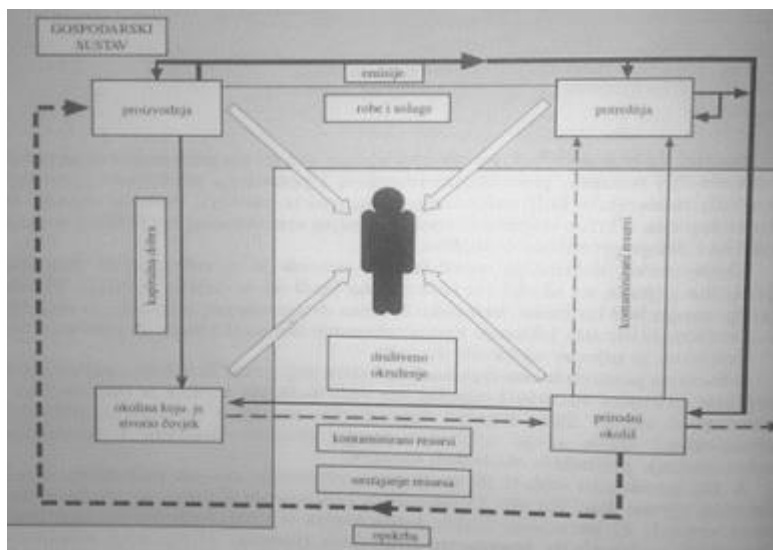 GOSPODARSKI
SUSTAV
emisije
proizvodnja
robe i usluge
potrošnja
kapitalna dobra
kontaminirani resursi
društveno
okruženje
okolina koju je
stvorio čovjek
prirodni
okoliš
kontaminirani resursi
resursa
opskrba